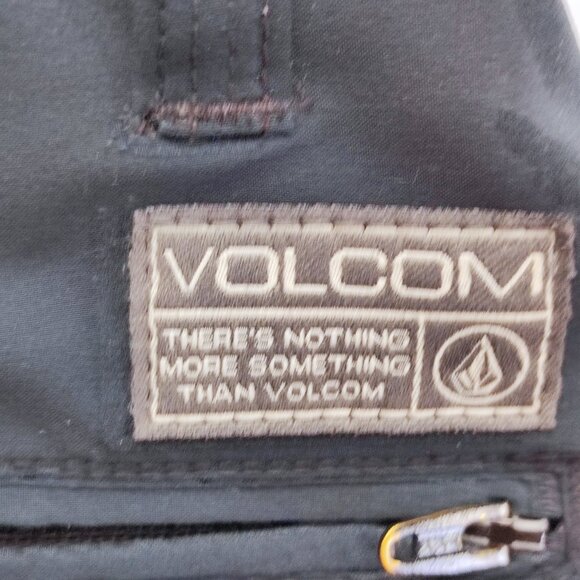 VOLCOM
THERE'S NOTHING
MORE SOMETHING
THAN VOLCOM